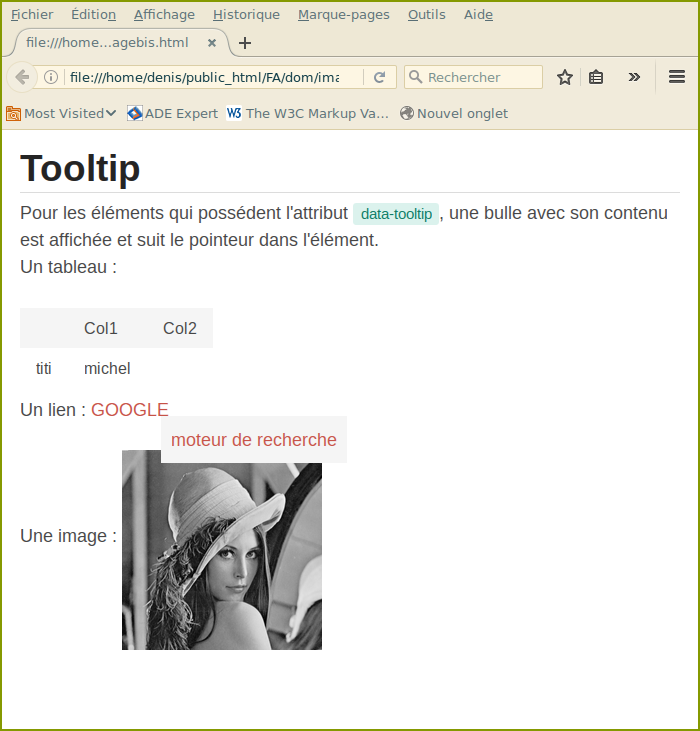 Fichier Édition Affichage Historique Marque-pages Outils Aide
file:///home...agebis.html
file:///home/denis/public_html/FA/dom/ima Rechercher
Most Visited ADE Expert W3 The W3C Markup Va... Nouvel onglet
Tooltip
Pour les éléments qui possédent l'attribut data-tooltip, une bulle avec son contenu
est affichée et suit le pointeur dans l'élément.
Un tableau :
Col1 Col2
titi michel
Un lien : GOOGLE
moteur de recherche
Une image :